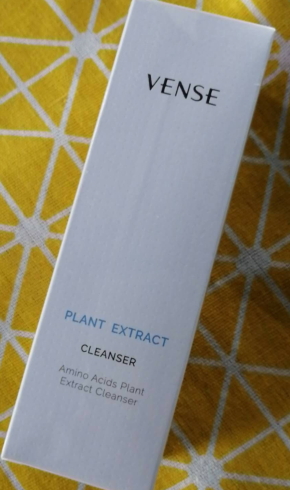 VENSE
PLANT EXTRACT
CLEANSER
Amino Acids Plant
Extract Cleanser